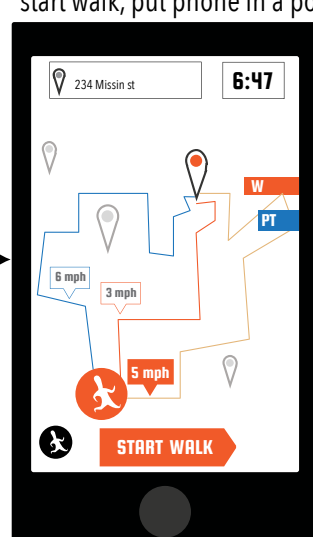 start walk, put phone in a po
234 Missin st
6:47
W
PT
6 mph
3 mph
5 mph
START WALK